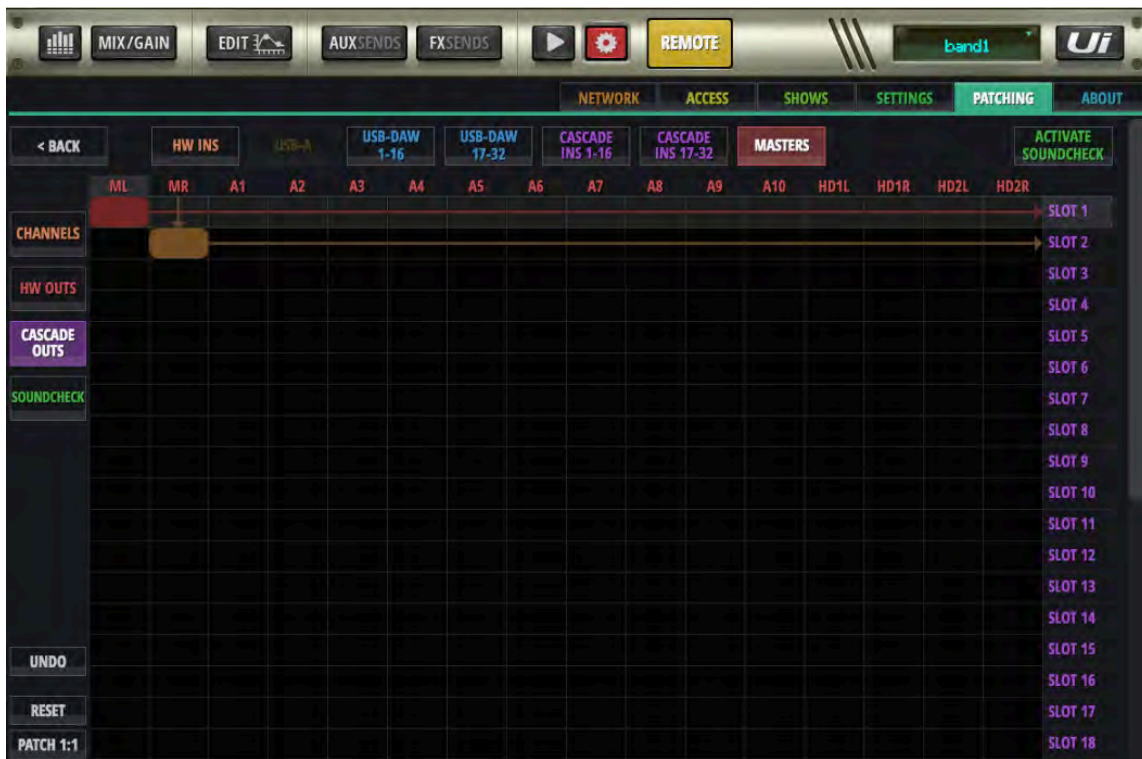 MIX/GAIN EDIT AUXSENDS FXSENDS REMOTE band1 Ui
NETWORK ACCESS SHOWS SETTINGS PATCHING ABOUT
< BACK HW INS USB-A USB-DAW 1-16 USB-DAW 17-32 CASCADE INS 1-16 CASCADE INS 17-32 MASTERS ACTIVATE SOUNDCHECK
ML MR A1 A2 A3 A4 A5 A6 A7 A8 A9 A10 HD1L HD1R HD2L HD2R
SLOT 1
CHANNELS
SLOT 2
SLOT 3
HW OUTS
SLOT 4
CASCADE OUTS
SLOT 5
SLOT 6
SOUNDCHECK
SLOT 7
SLOT 8
SLOT 9
SLOT 10
SLOT 11
SLOT 12
SLOT 13
SLOT 14
UNDO
SLOT 15
SLOT 16
RESET
SLOT 17
PATCH 1:1
SLOT 18